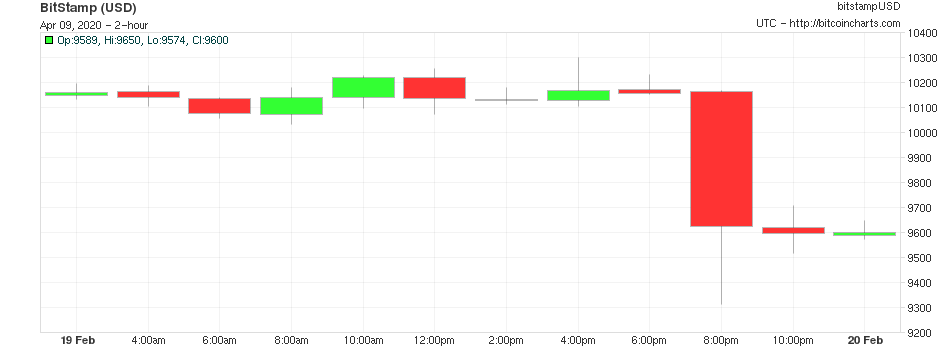 BitStamp (USD)
bitstampUSD
Apr 09, 2020 - 2-hour
UTC - http://bitcoincharts.com
Op:9589, Hi:9650, Lo:9574, Cl:9600
10400
10300
10200
10100
10000
9900
9800
9700
9600
9500
9400
9300
9200
19 Feb 4:00am 6:00am 8:00am 10:00am 12:00pm 2:00pm 4:00pm 6:00pm 8:00pm 10:00pm 20 Feb